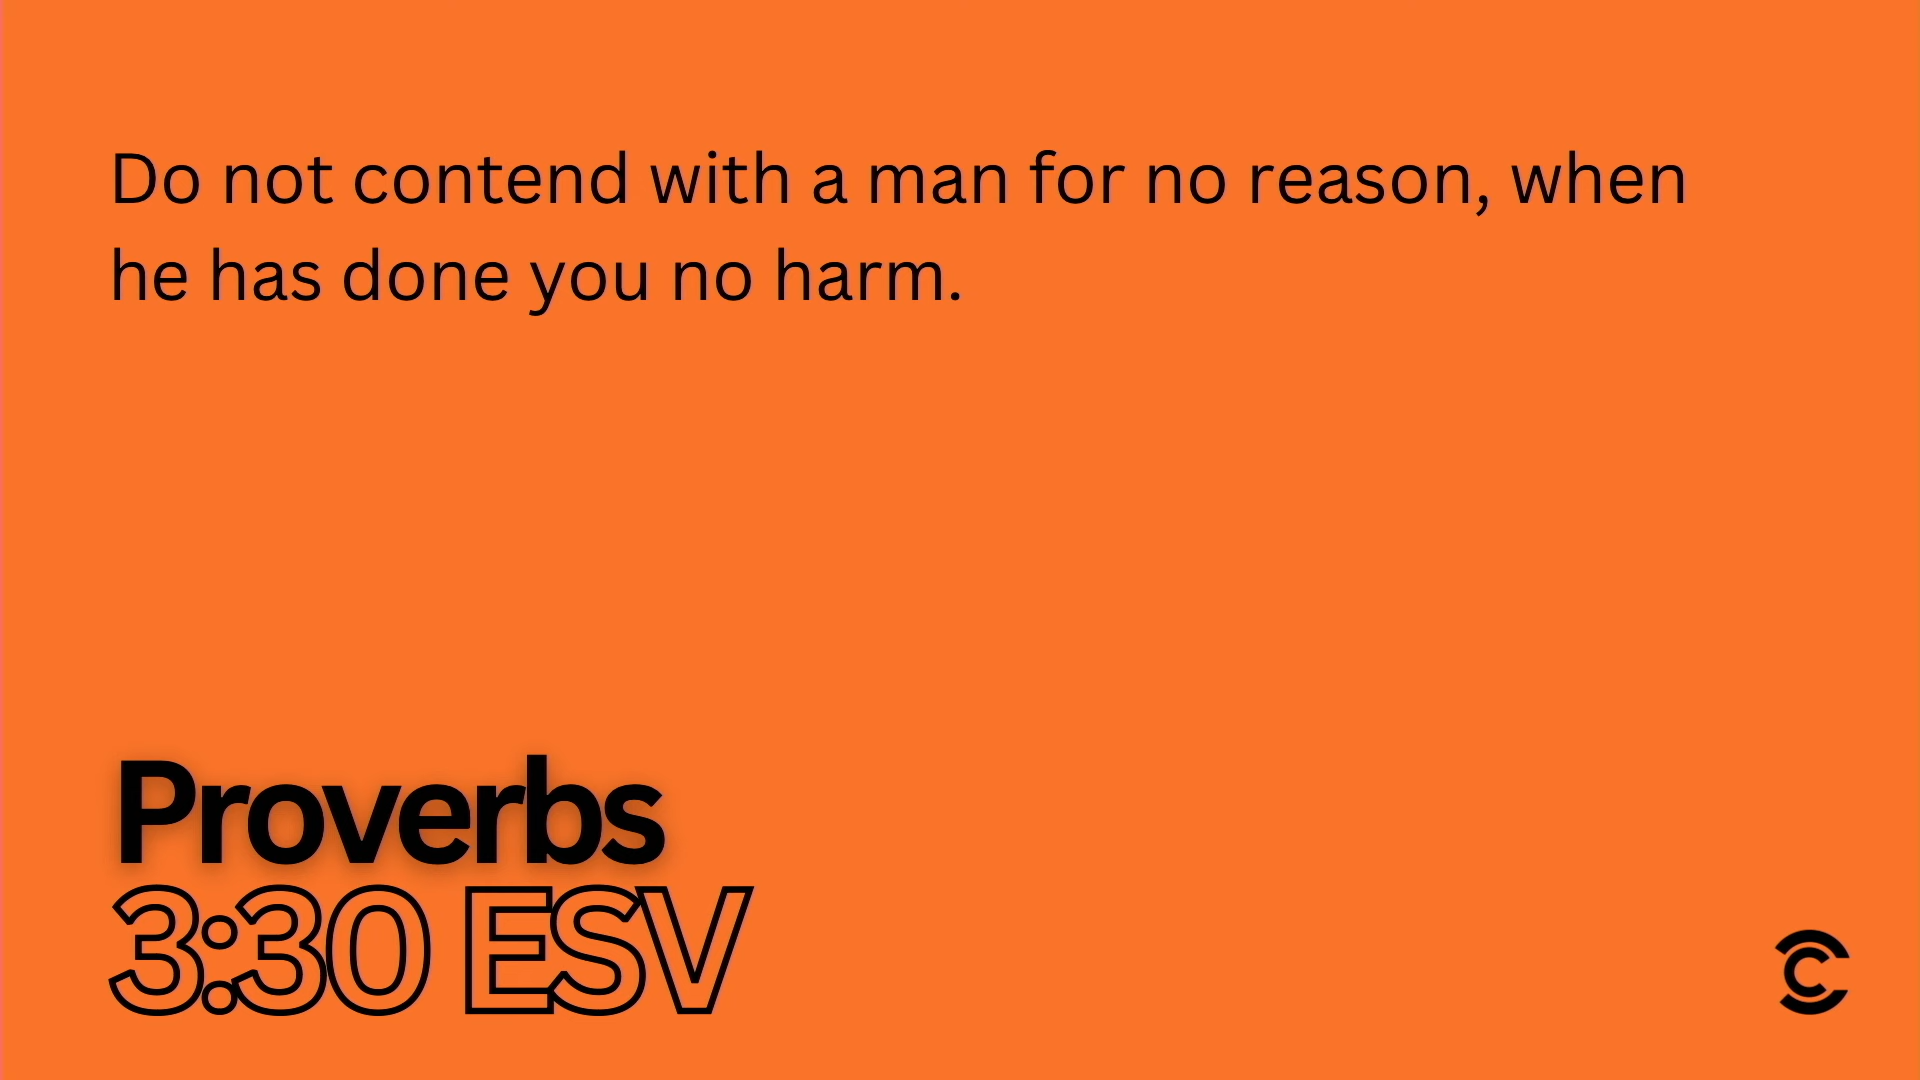 Do not contend with a man for no reason, when
he has done you no harm.
Proverbs
3:30 ESV